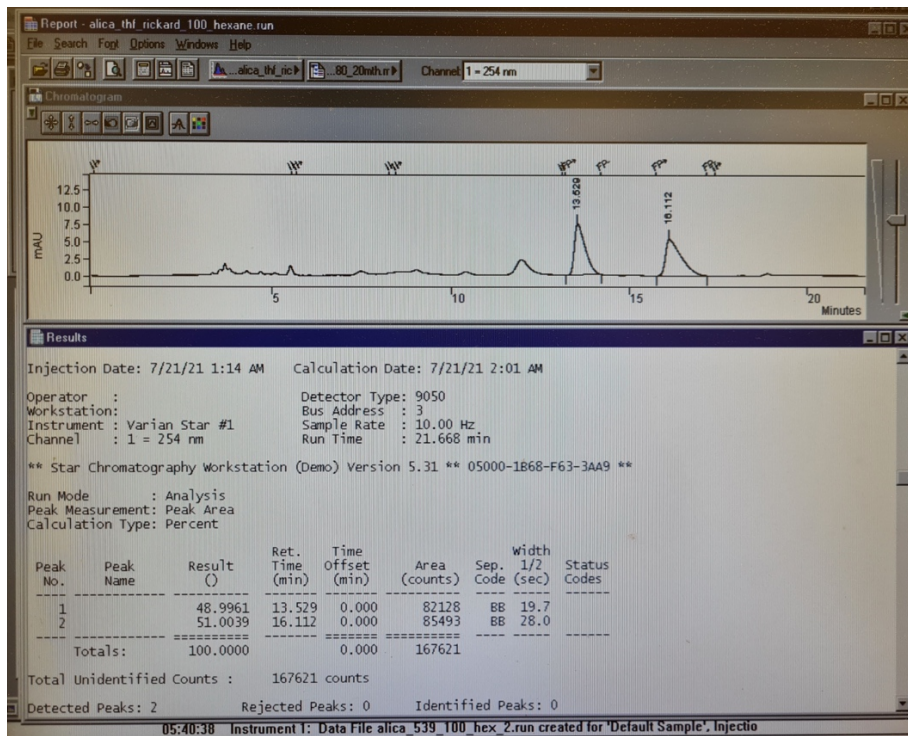 Report - alica_thf_rickard_100_hexane.run
File Search Font Options Windows Help
...alica_thf_ric ...80_20mth.m Channel: 1 = 254 nm
Chromatogram
12.5
10.0
7.5
5.0
2.5
0.0
mAU
13.529
16.112
5 10 15 20
Minutes
Results
Injection Date: 7/21/21 1:14 AM Calculation Date: 7/21/21 2:01 AM
Operator : Detector Type: 9050
Workstation: Bus Address : 3
Instrument : Varian Star #1 Sample Rate : 10.00 Hz
Channel : 1 = 254 nm Run Time : 21.668 min
** Star Chromatography Workstation (Demo) Version 5.31 ** 05000-1B68-F63-3AA9 **
Run Mode : Analysis
Peak Measurement: Peak Area
Calculation Type: Percent
Ret. Time Width
Peak Peak Result Time Offset Area Sep. 1/2 Status
No. Name () (min) (min) (counts) Code (sec) Codes
1 48.9961 13.529 0.000 82128 BB 19.7
2 51.0039 16.112 0.000 85493 BB 28.0
Totals: 100.0000 0.000 167621
Total Unidentified Counts : 167621 counts
Detected Peaks: 2 Rejected Peaks: 0 Identified Peaks: 0
05:40:38 Instrument 1: Data File alica_539_100_hex_2.run created for 'Default Sample', Injectio